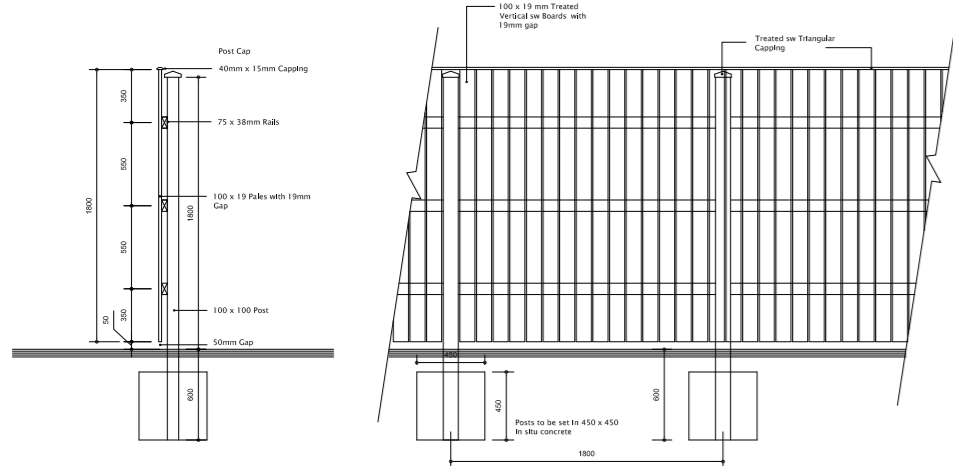 100 x 19 mm Treated
Vertical sw Boards with
19mm gap
Treated sw Triangular
Capping
Post Cap
40mm x 15mm Capping
350
75 x 38mm Rails
550
1800
100 x 19 Pales with 19mm
Gap
1800
550
350
50
100 x 100 Post
50mm Gap
600
450
450
Posts to be set in 450 x 450
in situ concrete
600
1800